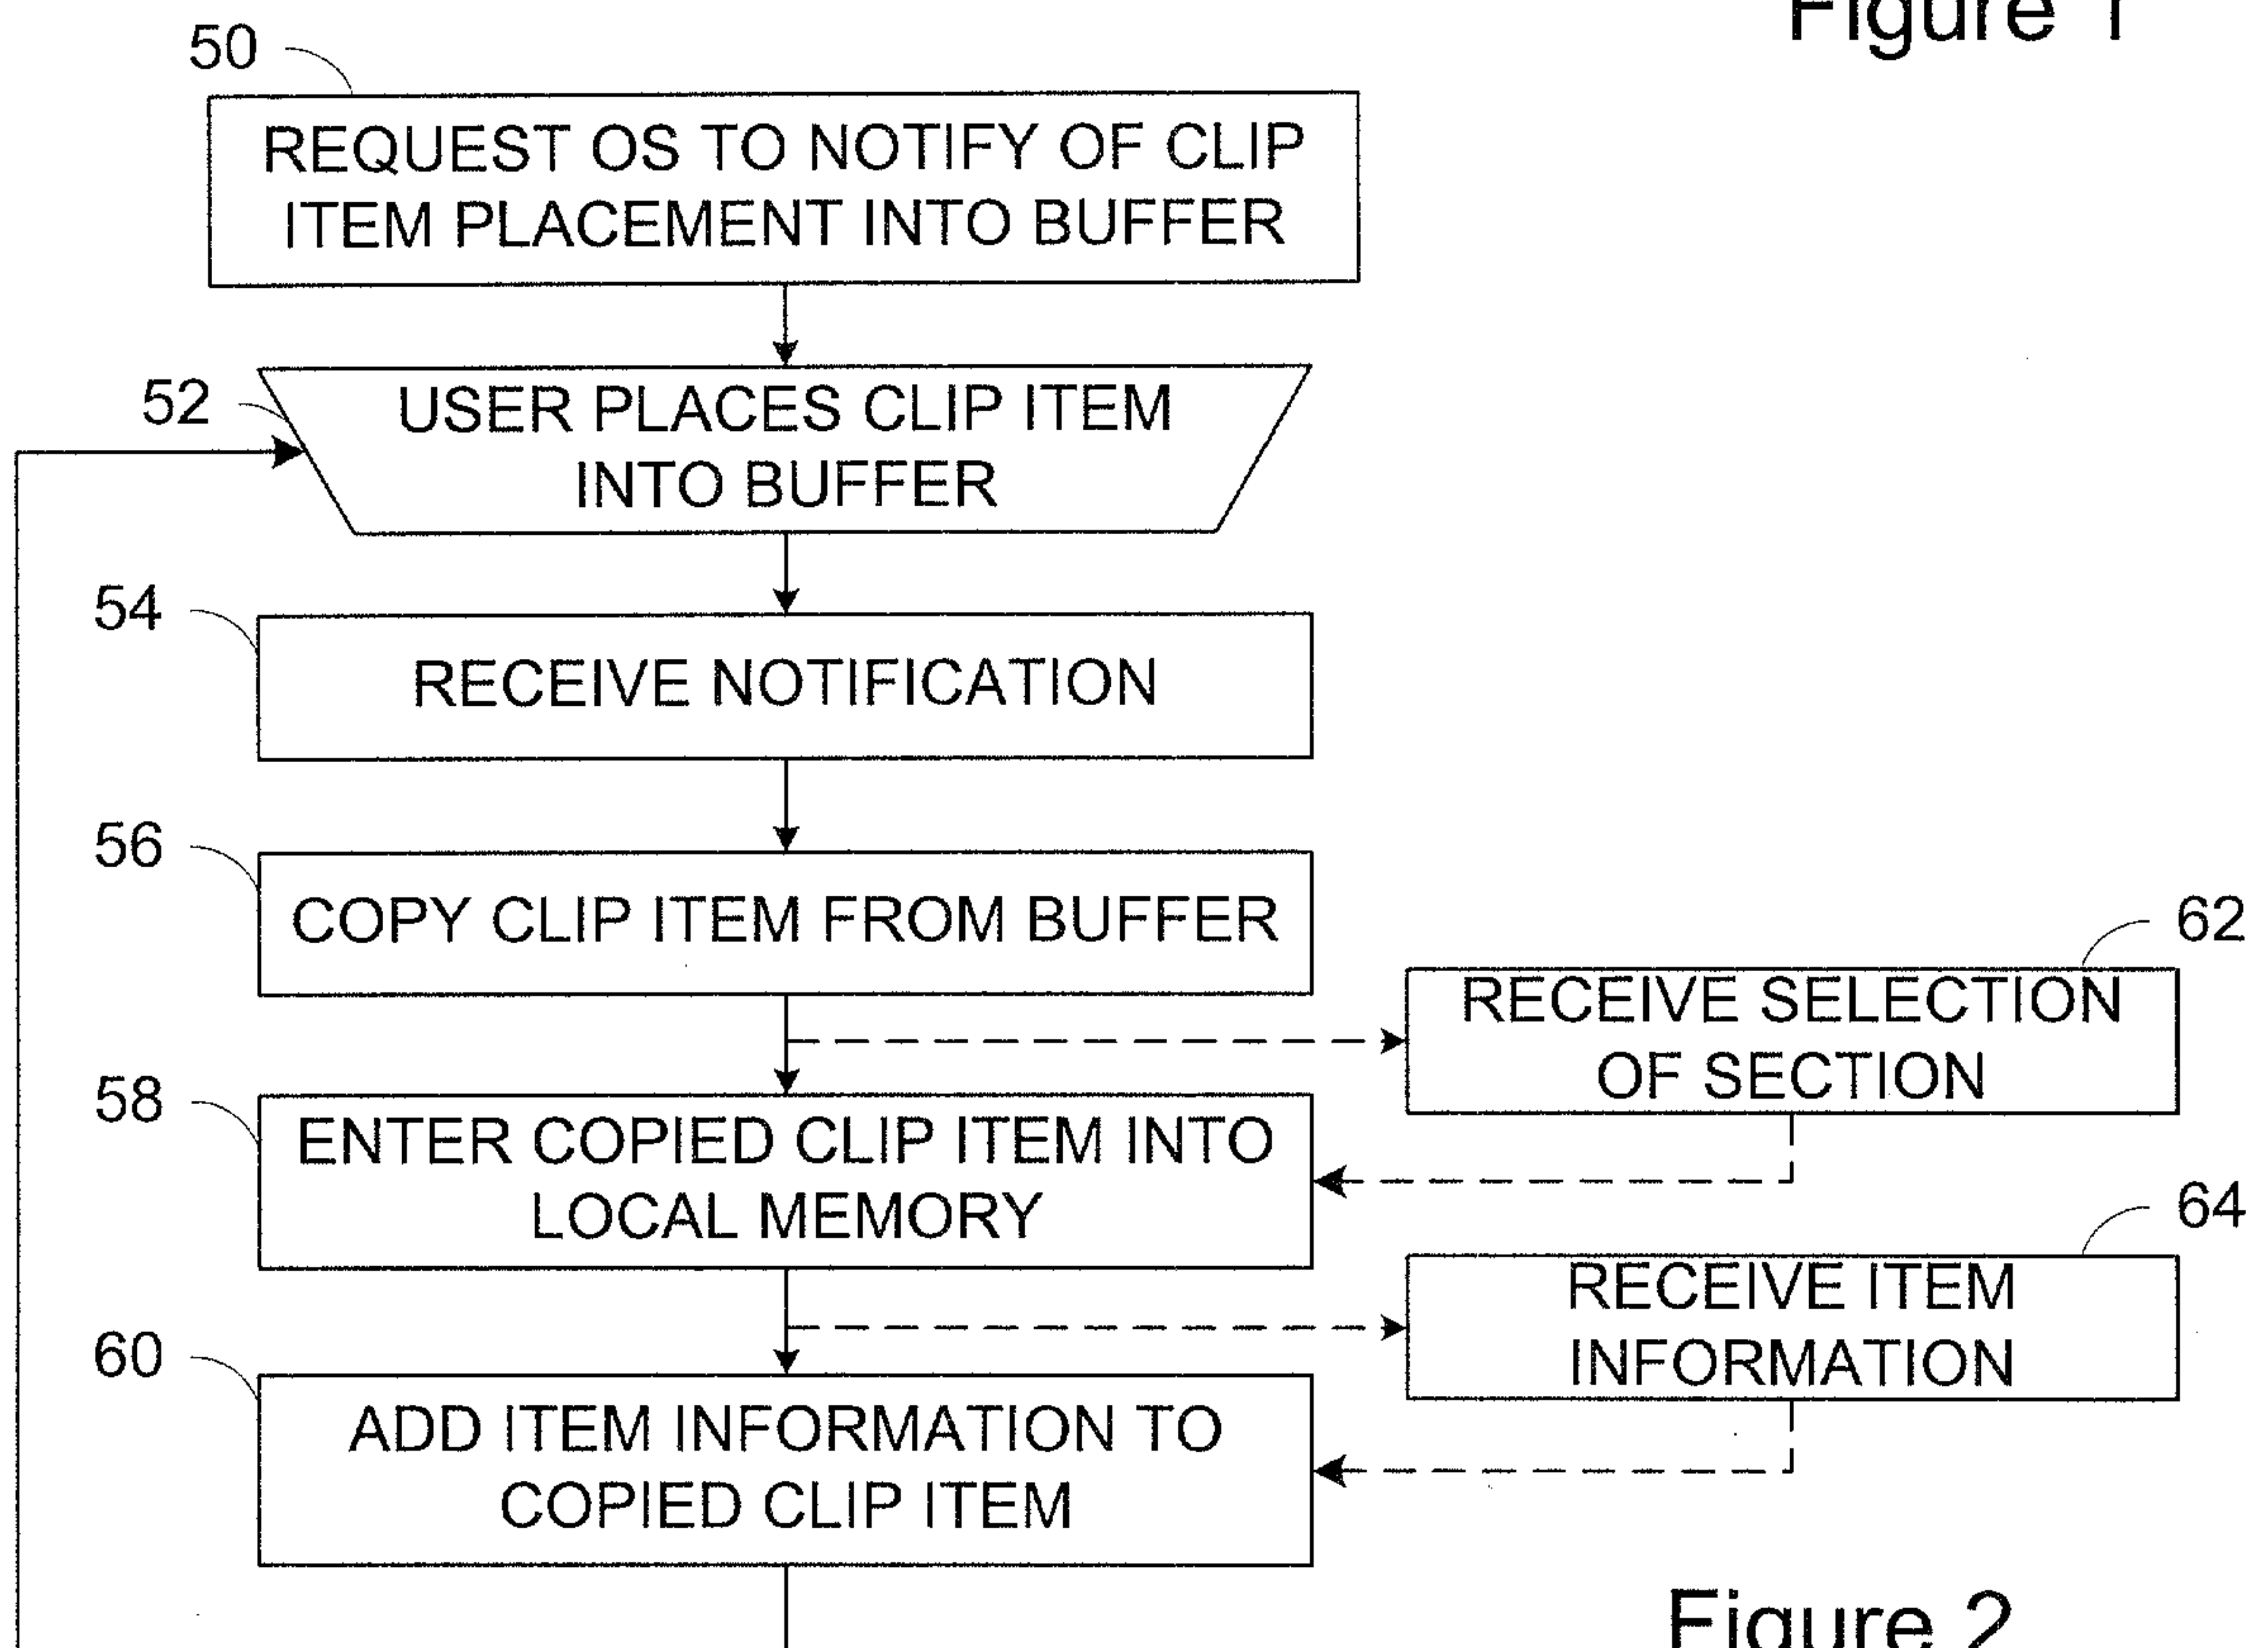 Figure 1
50
REQUEST OS TO NOTIFY OF CLIP
ITEM PLACEMENT INTO BUFFER
52
USER PLACES CLIP ITEM
INTO BUFFER
54
RECEIVE NOTIFICATION
56
COPY CLIP ITEM FROM BUFFER
62
RECEIVE SELECTION
OF SECTION
58
ENTER COPIED CLIP ITEM INTO
LOCAL MEMORY
64
RECEIVE ITEM
INFORMATION
60
ADD ITEM INFORMATION TO
COPIED CLIP ITEM
Figure 2